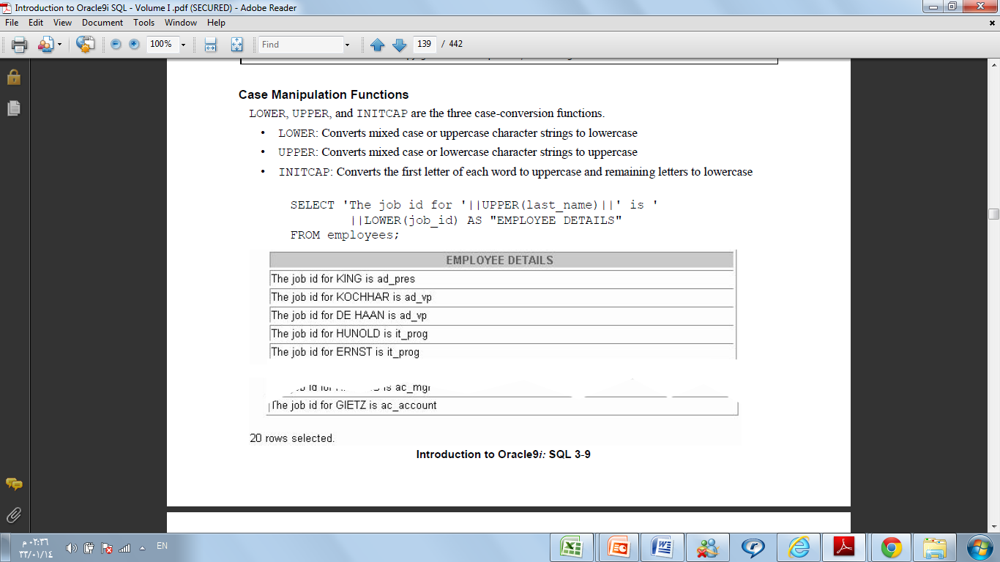 Introduction to Oracle9i SQL - Volume I .pdf (SECURED) - Adobe Reader
File Edit View Document Tools Window Help
100% Find 139 / 442
Case Manipulation Functions
LOWER, UPPER, and INITCAP are the three case-conversion functions.
• LOWER: Converts mixed case or uppercase character strings to lowercase
• UPPER: Converts mixed case or lowercase character strings to uppercase
• INITCAP: Converts the first letter of each word to uppercase and remaining letters to lowercase
SELECT 'The job id for '||UPPER(last_name)||' is '
||LOWER(job_id) AS "EMPLOYEE DETAILS"
FROM employees;
EMPLOYEE DETAILS
The job id for KING is ad_pres
The job id for KOCHHAR is ad_vp
The job id for DE HAAN is ad_vp
The job id for HUNOLD is it_prog
The job id for ERNST is it_prog
id is ac_mgr
The job id for GIETZ is ac_account
20 rows selected.
Introduction to Oracle9i: SQL 3-9
٠٢:٢٦ م
EN
٣٣/٠١/١٤